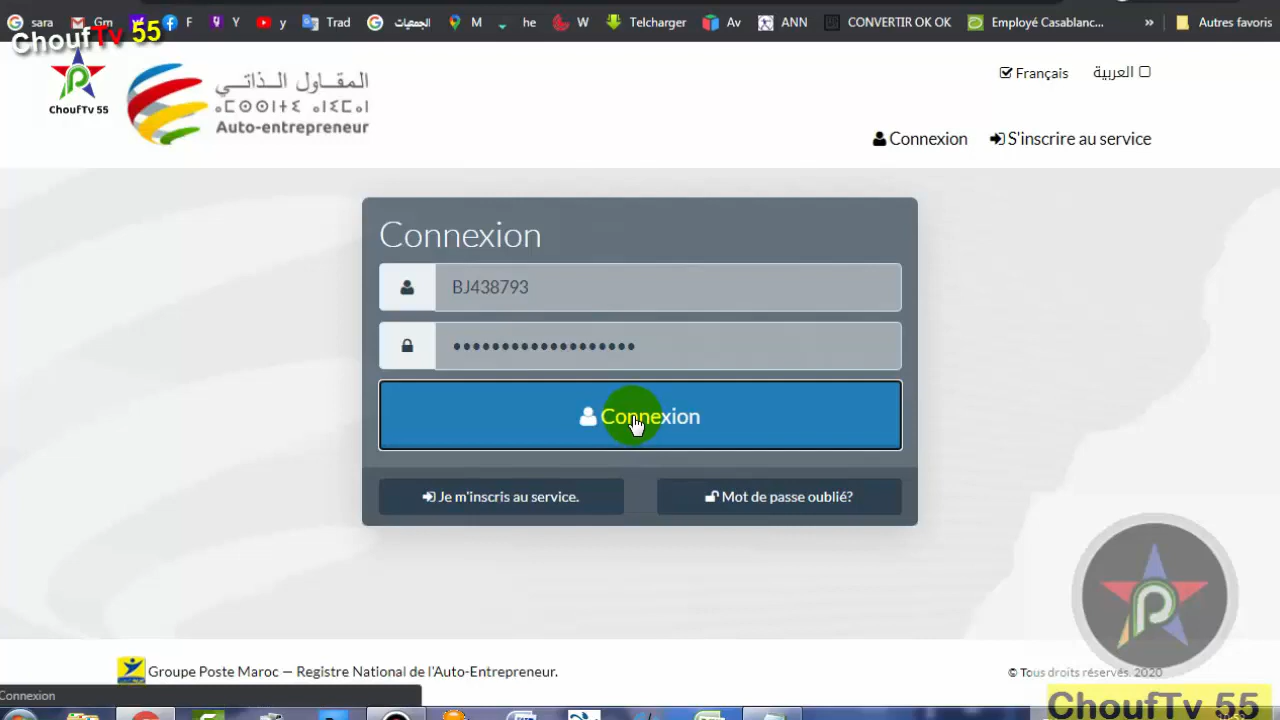 sara
Gm
F
Y
y
Trad
الجمعيات
M
he
W
Telcharger
Av
ANN
CONVERTIR OK OK
Employé Casablanc...
»
Autres favoris
ChoufTv 55
ChoufTv 55
المقاول الذاتي
ⴰⵎⵙⵙⵏⵜⵉ ⴰⵏⵉⵎⴰⵏ
Auto-entrepreneur
Français
العربية
Connexion
S'inscrire au service
Connexion
BJ438793
•••••••••••••••••••
Connexion
Je m'inscris au service.
Mot de passe oublié?
Groupe Poste Maroc — Registre National de l'Auto-Entrepreneur.
© Tous droits réservés. 2020
Connexion
ChoufTv 55